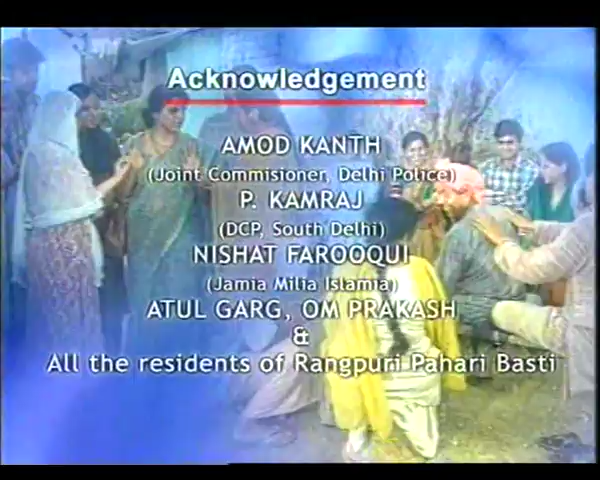 Acknowledgement
AMOD KANTH
(Joint Commisioner, Delhi Police)
P. KAMRAJ
(DCP, South Delhi)
NISHAT FAROOQUI
(Jamia Milia Islamia)
ATUL GARG, OM PRAKASH
&
All the residents of Rangpuri Pahari Basti